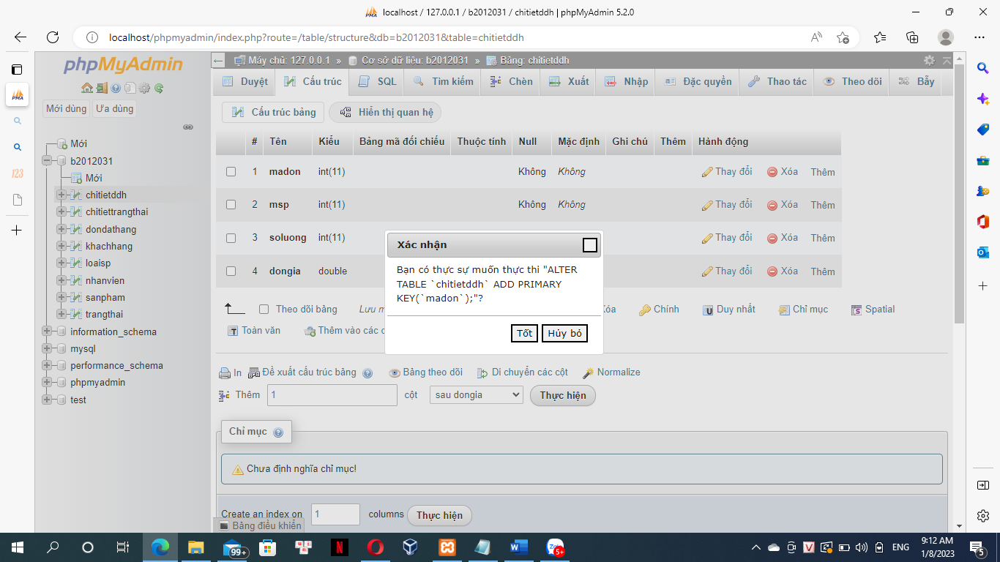 localhost / 127.0.0.1 / b2012031 / chitietddh | phpMyAdmin 5.2.0
localhost/phpmyadmin/index.php?route=/table/structure&db=b2012031&table=chitietddh
phpMyAdmin
Mới dùng Ưa dùng
Mới
b2012031
Mới
chitietddh
chitiettrangthai
dondathang
khachhang
loaisp
nhanvien
sanpham
trangthai
information_schema
mysql
performance_schema
phpmyadmin
test
Máy chủ: 127.0.0.1 » Cơ sở dữ liệu: b2012031 » Bảng: chitietddh
Duyệt Cấu trúc SQL Tìm kiếm Chèn Xuất Nhập Đặc quyền Thao tác Theo dõi Bẫy
Cấu trúc bảng Hiển thị quan hệ
# Tên Kiểu Bảng mã đối chiếu Thuộc tính Null Mặc định Ghi chú Thêm Hành động
1 madon int(11) Không Không Thay đổi Xóa Thêm
2 msp int(11) Không Không Thay đổi Xóa Thêm
3 soluong int(11) Thay đổi Xóa Thêm
4 dongia double Thay đổi Xóa Thêm
Xác nhận
Bạn có thực sự muốn thực thi "ALTER
TABLE `chitietddh` ADD PRIMARY
KEY(`madon`);"?
Tốt Hủy bỏ
Theo dõi bảng Lưu m óa Chính Duy nhất Chỉ mục Spatial
Toàn văn Thêm vào các c
In Đề xuất cấu trúc bảng Bảng theo dõi Di chuyển các cột Normalize
Thêm 1 cột sau dongia Thực hiện
Chỉ mục
Chưa định nghĩa chỉ mục!
Create an index on 1 columns Thực hiện
Bảng điều khiển
99+ 5+ ENG 9:12 AM
1/8/2023 5